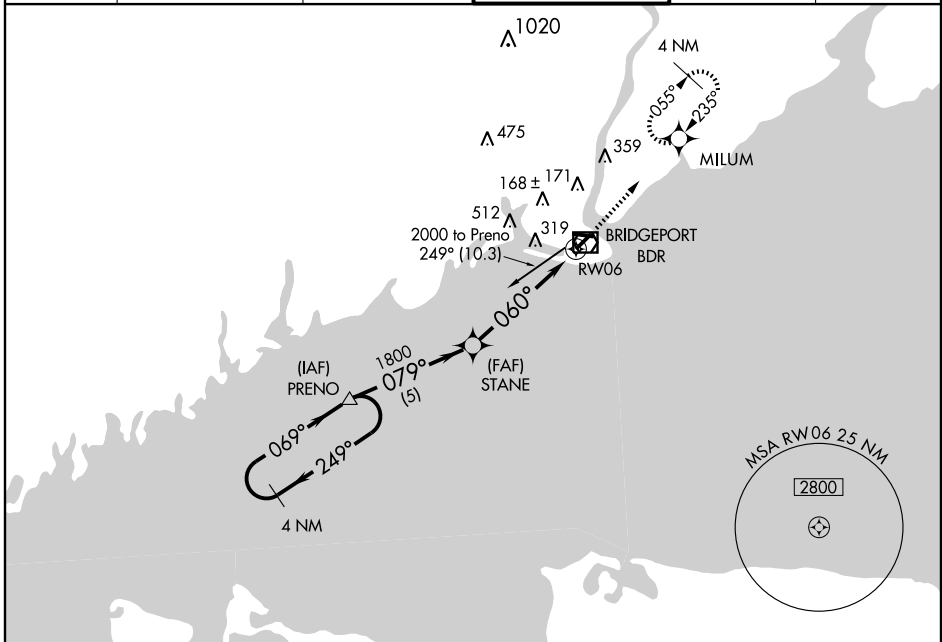 1020
4 NM
055°
235°
475
359
MILUM
168 ± 171
512
319
2000 to Preno
249° (10.3)
BRIDGEPORT
BDR
RW06
060°
(IAF)
PRENO
1800
079°
(5)
(FAF)
STANE
069°
249°
4 NM
MSA RW06 25 NM
2800